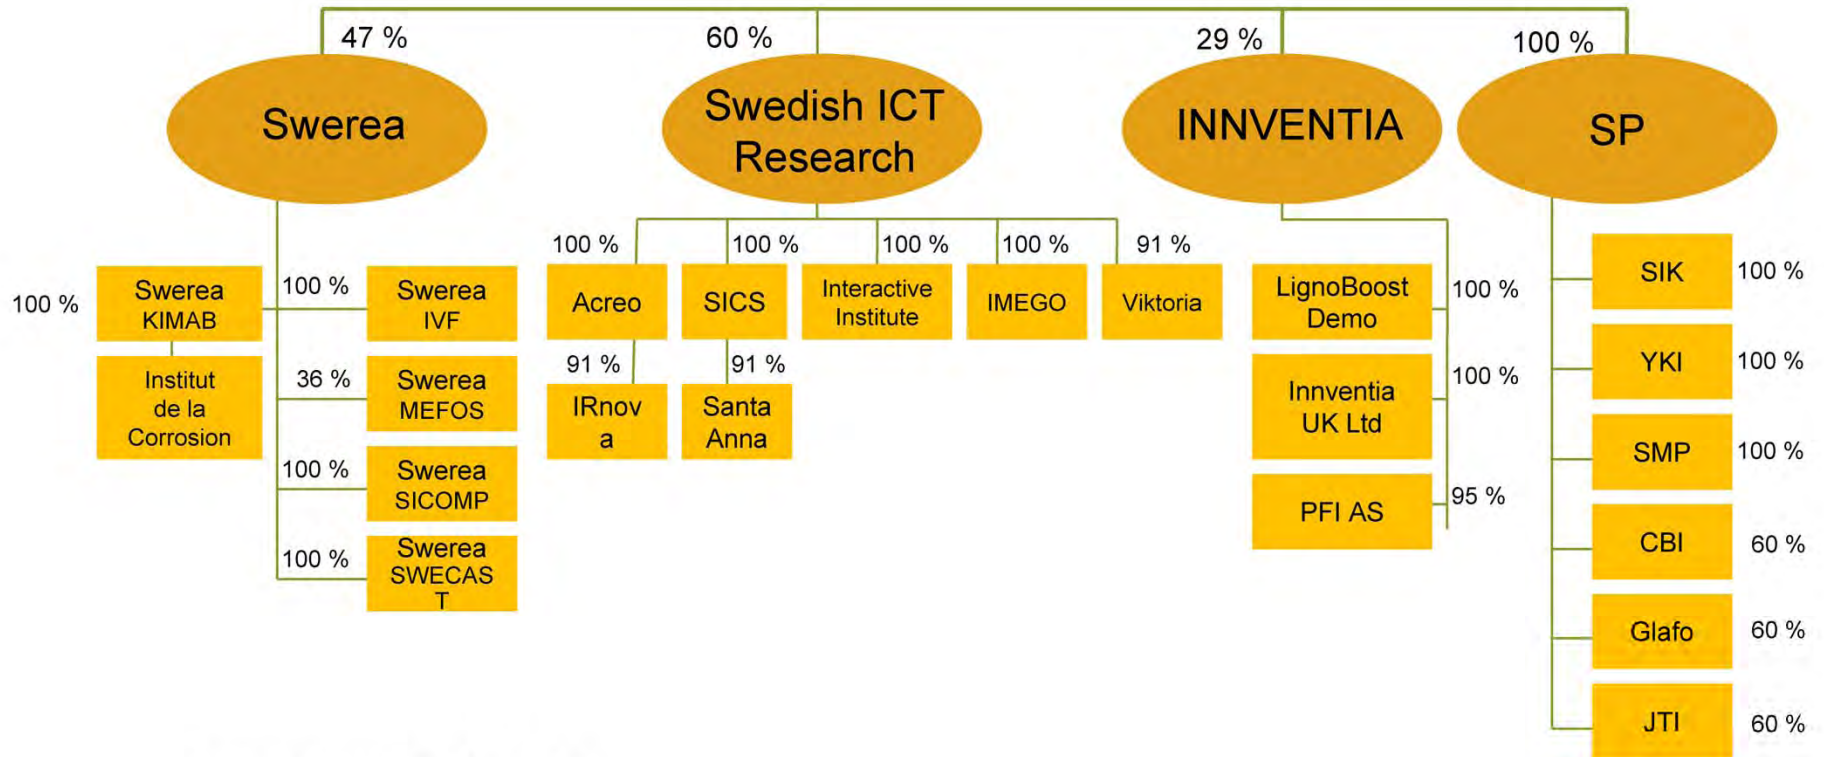 47 %
60 %
29 %
100 %
Swerea
Swedish ICT
Research
INNVENTIA
SP
100 %
Swerea
KIMAB
Institut
de la
Corrosion
100 %
Swerea
IVF
36 %
Swerea
MEFOS
100 %
Swerea
SICOMP
100 %
Swerea
SWECAS
T
100 %
Acreo
91 %
IRnov
a
100 %
SICS
91 %
Santa
Anna
100 %
Interactive
Institute
100 %
IMEGO
91 %
Viktoria
LignoBoost
Demo
100 %
Innventia
UK Ltd
100 %
PFI AS
95 %
SIK
100 %
YKI
100 %
SMP
100 %
CBI
60 %
Glafo
60 %
JTI
60 %